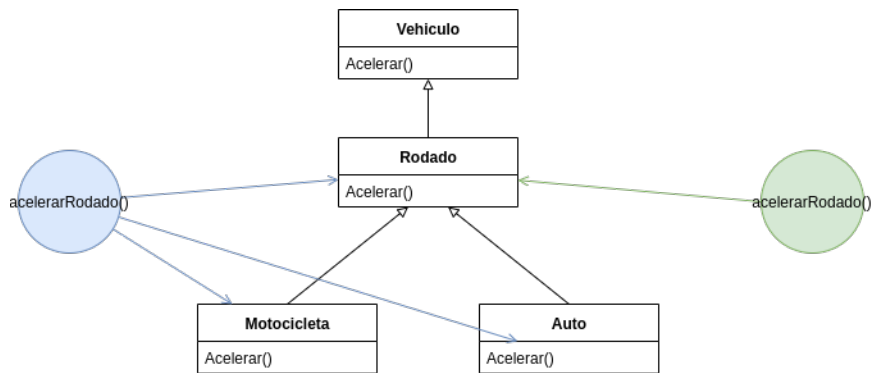 Vehiculo
Acelerar()
Rodado
Acelerar()
acelerarRodado()
acelerarRodado()
Motocicleta
Acelerar()
Auto
Acelerar()